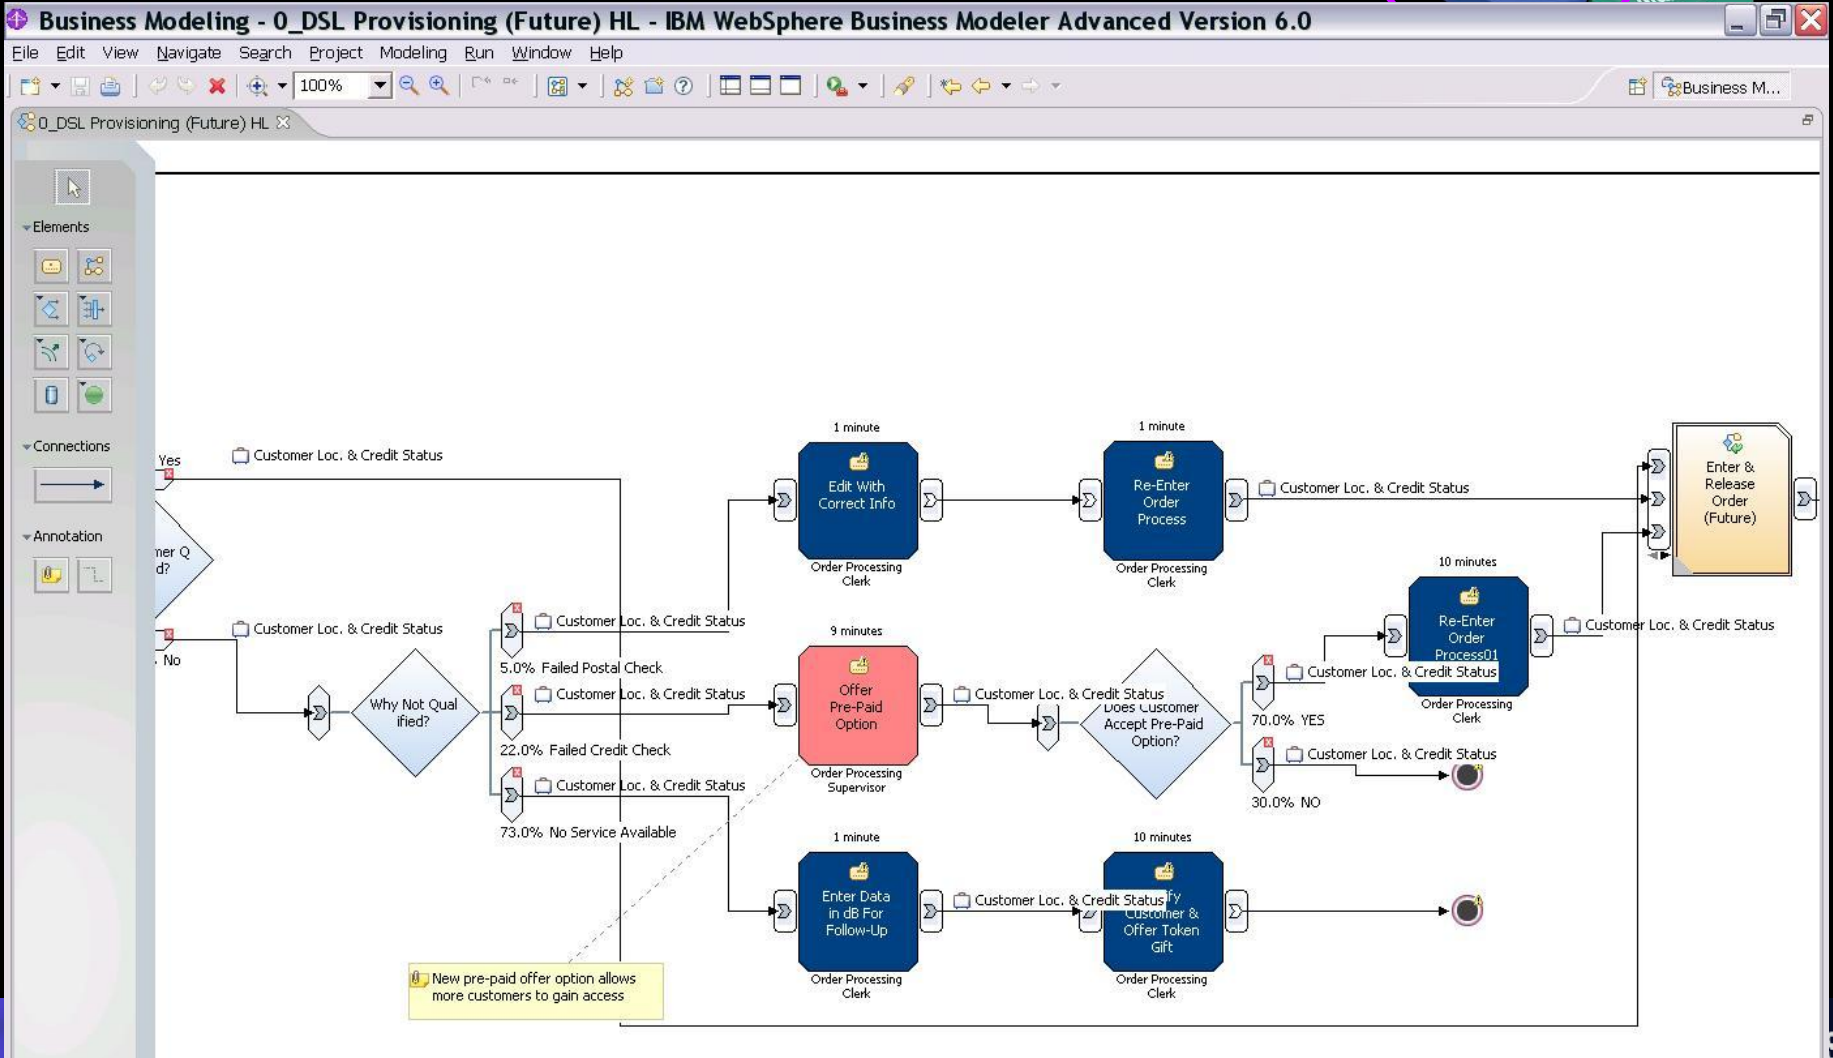 Business Modeling - 0_DSL Provisioning (Future) HL - IBM WebSphere Business Modeler Advanced Version 6.0
File Edit View Navigate Search Project Modeling Run Window Help
100%
Business M...
0_DSL Provisioning (Future) HL
Elements
Connections
Annotation
Yes
Customer Loc. & Credit Status
mer Q
d?
No
Customer Loc. & Credit Status
Why Not Qual
ified?
Customer Loc. & Credit Status
5.0% Failed Postal Check
Customer Loc. & Credit Status
22.0% Failed Credit Check
Customer Loc. & Credit Status
73.0% No Service Available
1 minute
Edit With
Correct Info
Order Processing
Clerk
1 minute
Re-Enter
Order
Process
Order Processing
Clerk
Customer Loc. & Credit Status
Enter &
Release
Order
(Future)
9 minutes
Offer
Pre-Paid
Option
Order Processing
Supervisor
Customer Loc. & Credit Status
Does Customer
Accept Pre-Paid
Option?
Customer Loc. & Credit Status
70.0% YES
Customer Loc. & Credit Status
30.0% NO
10 minutes
Re-Enter
Order
Process01
Order Processing
Clerk
Customer Loc. & Credit Status
1 minute
Enter Data
in dB For
Follow-Up
Order Processing
Clerk
Customer Loc. & Credit Status
10 minutes
ify
Customer &
Offer Token
Gift
Order Processing
Clerk
New pre-paid offer option allows
more customers to gain access